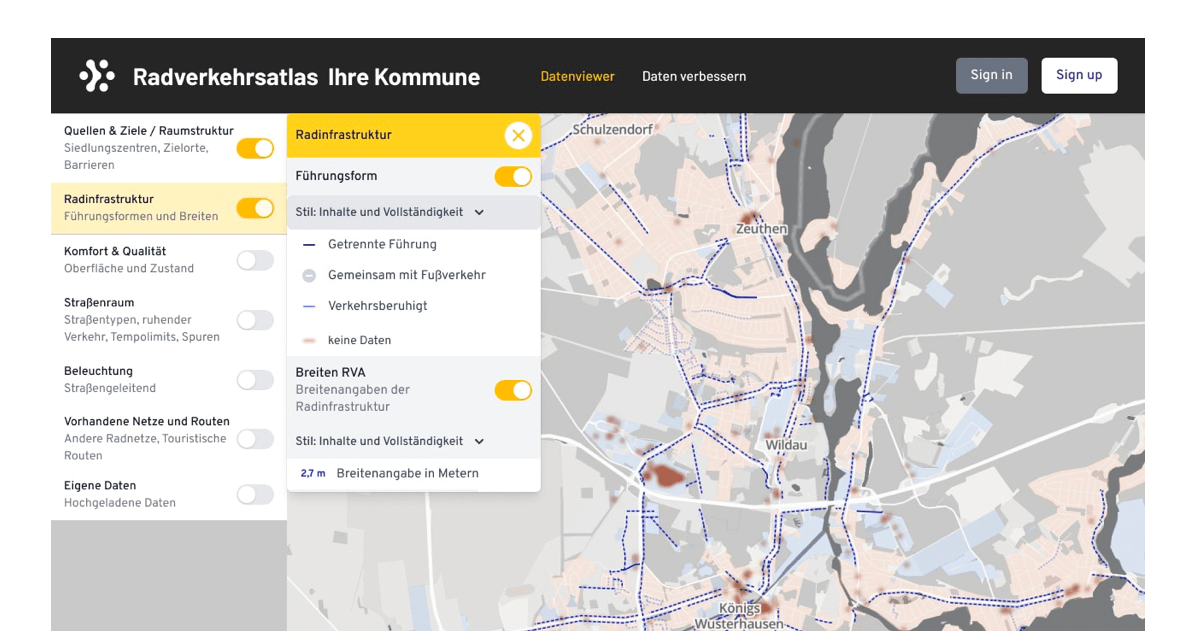 Radverkehrsatlas Ihre Kommune
Datenviewer
Daten verbessern
Sign in
Sign up
Quellen & Ziele / Raumstruktur
Siedlungszentren, Zielorte,
Barrieren
Radinfrastruktur
Führungsformen und Breiten
Komfort & Qualität
Oberfläche und Zustand
Straßenraum
Straßentypen, ruhender
Verkehr, Tempolimits, Spuren
Beleuchtung
Straßengeleitend
Vorhandene Netze und Routen
Andere Radnetze, Touristische
Routen
Eigene Daten
Hochgeladene Daten
Radinfrastruktur
Führungsform
Stil: Inhalte und Vollständigkeit
Getrennte Führung
Gemeinsam mit Fußverkehr
Verkehrsberuhigt
keine Daten
Breiten RVA
Breitenangaben der
Radinfrastruktur
Stil: Inhalte und Vollständigkeit
2,7 m Breitenangabe in Metern
Schulzendorf
Zeuthen
Wildau
Königs
Wusterhausen